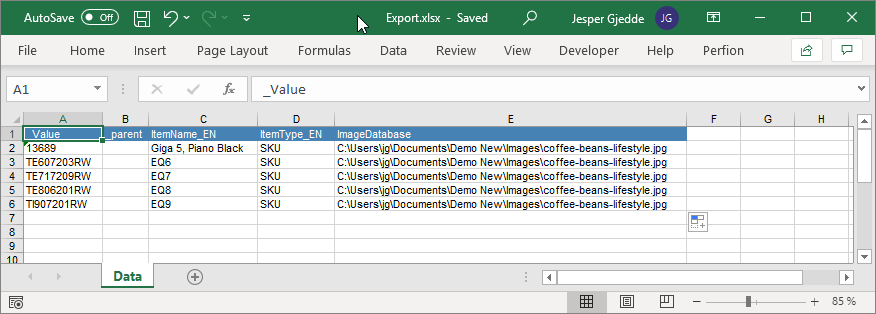 AutoSave Off Export.xlsx - Saved Jesper Gjedde JG
File Home Insert Page Layout Formulas Data Review View Developer Help Perfion
A1 fx _Value
A B C D E F G H
1 _Value _parent ItemName_EN ItemType_EN ImageDatabase
2 13689 Giga 5, Piano Black SKU C:\Users\jg\Documents\Demo New\Images\coffee-beans-lifestyle.jpg
3 TE607203RW EQ6 SKU C:\Users\jg\Documents\Demo New\Images\coffee-beans-lifestyle.jpg
4 TE717209RW EQ7 SKU C:\Users\jg\Documents\Demo New\Images\coffee-beans-lifestyle.jpg
5 TE806201RW EQ8 SKU C:\Users\jg\Documents\Demo New\Images\coffee-beans-lifestyle.jpg
6 TI907201RW EQ9 SKU C:\Users\jg\Documents\Demo New\Images\coffee-beans-lifestyle.jpg
7
8
9
10
Data
85 %